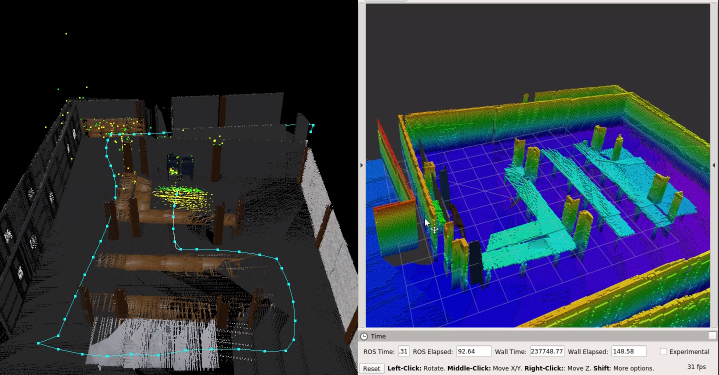 Time
ROS Time: .31 ROS Elapsed: 92.64 Wall Time: 237748.77 Wall Elapsed: 148.58 Experimental
Reset Left-Click: Rotate. Middle-Click: Move X/Y. Right-Click:: Move Z. Shift: More options. 31 fps